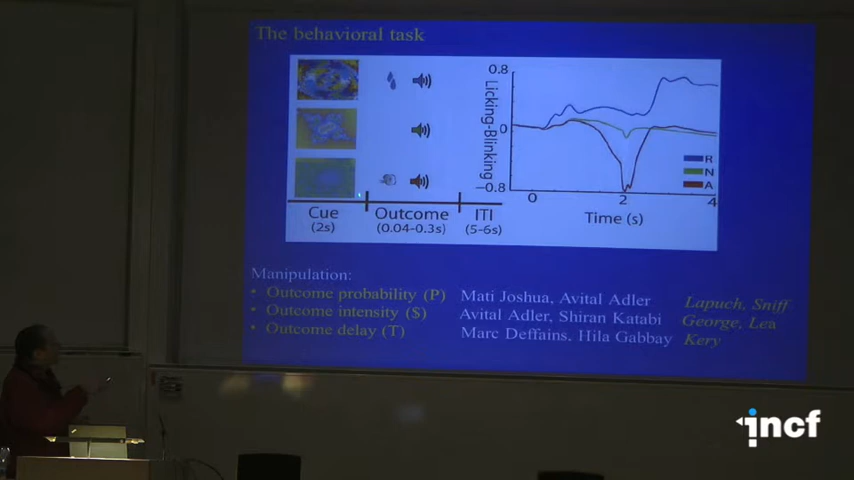 The behavioral task
0.8
0
−0.8
Licking-Blinking
R
N
A
0
2
4
Time (s)
Cue
(2s)
Outcome
(0.04-0.3s)
ITI
(5-6s)
Manipulation:
• Outcome probability (P) Mati Joshua, Avital Adler Lapuch, Sniff
• Outcome intensity ($) Avital Adler, Shiran Katabi George, Lea
• Outcome delay (T) Marc Deffains, Hila Gabbay Kery
incf